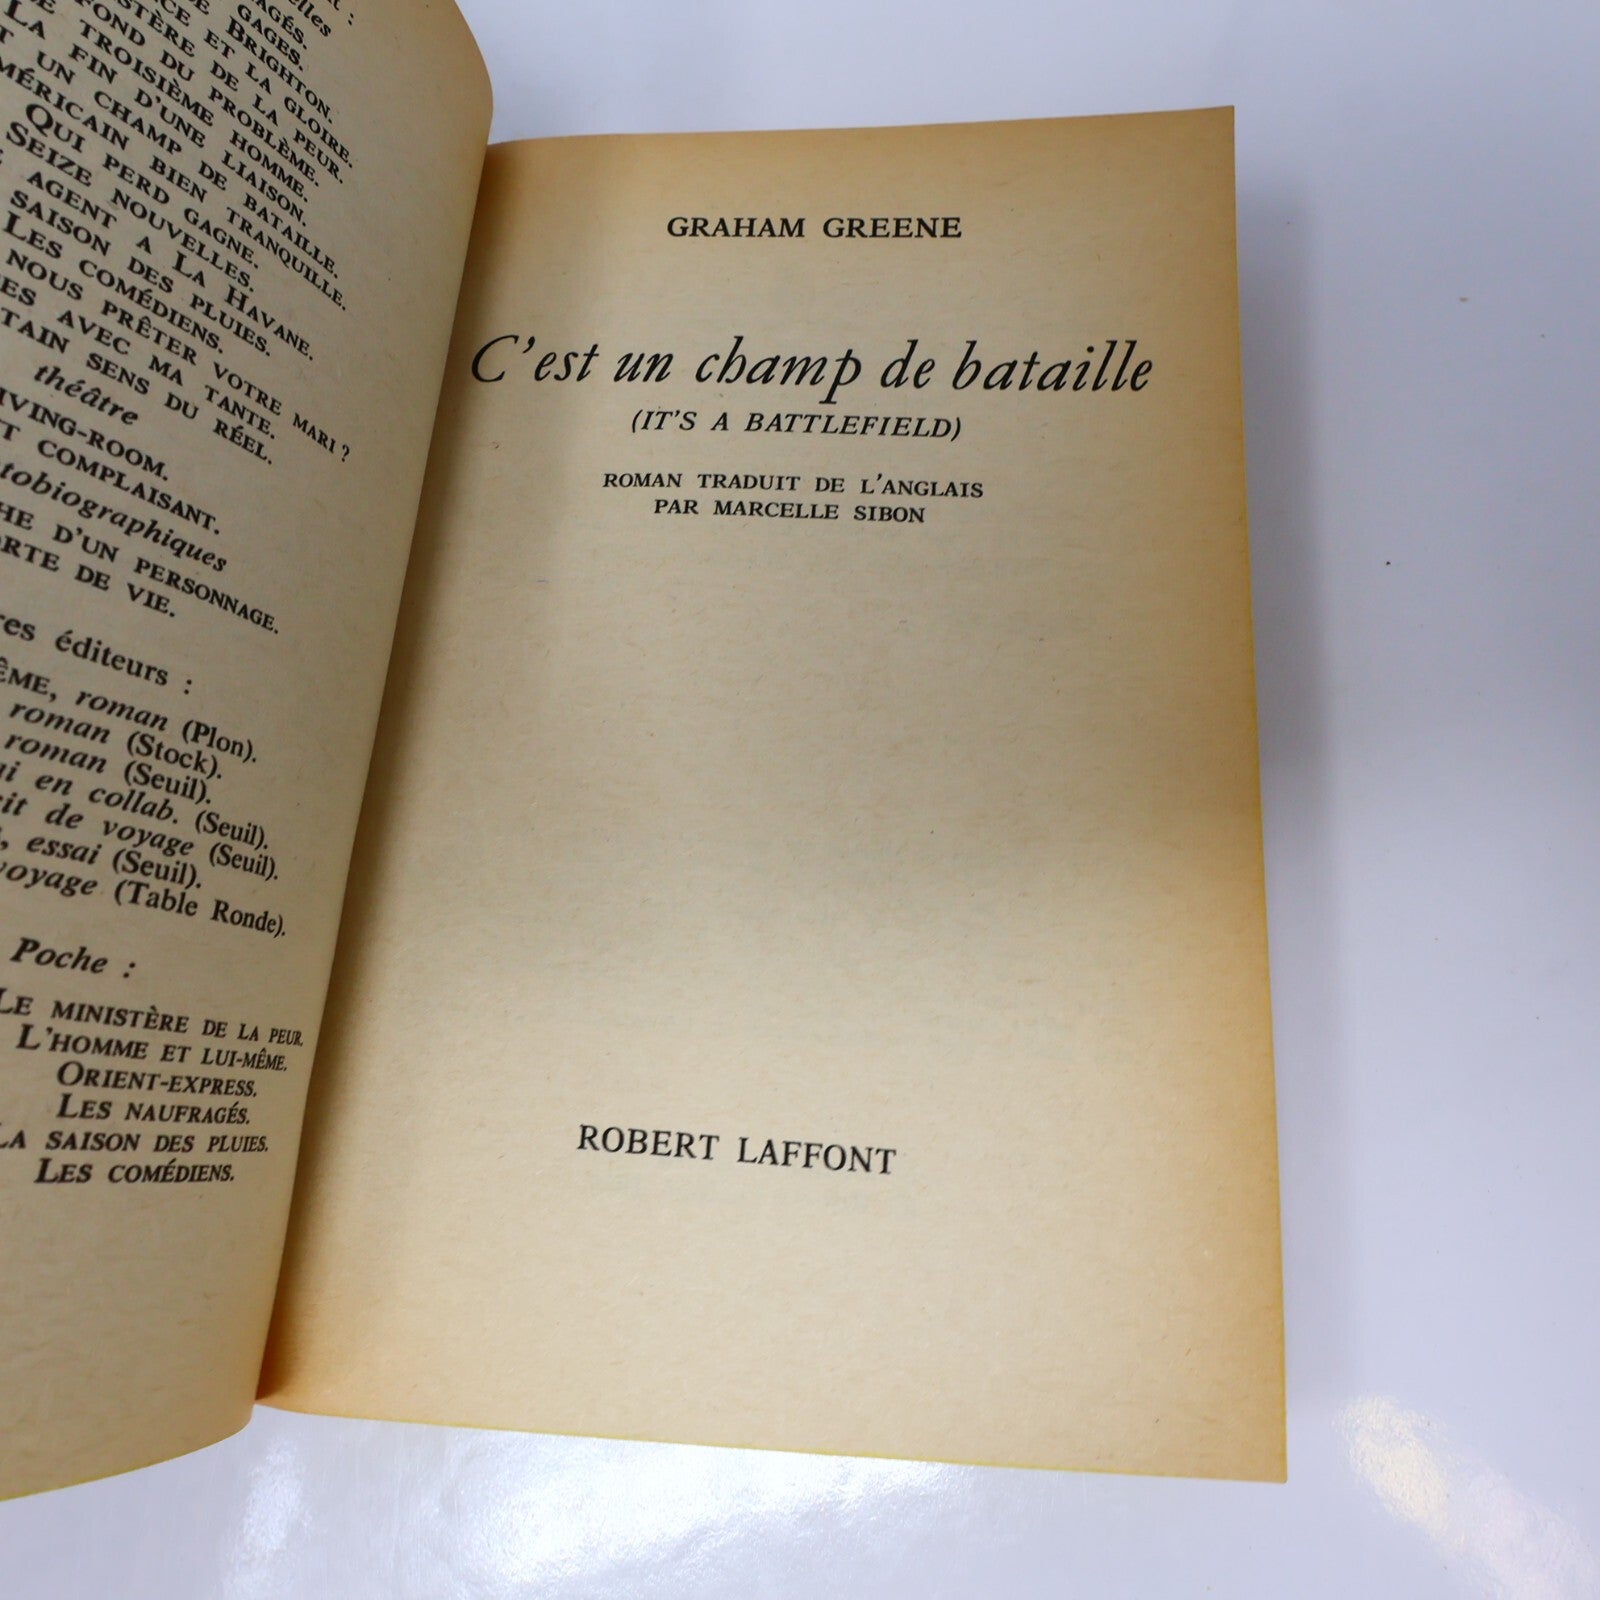 GAGES.
BRIGHTON.
ET LA GLOIRE.
DE LA PEUR.
FOND DU PROBLÈME.
TROISIÈME HOMME.
LA FIN D'UNE LIAISON.
UN CHAMP DE BATAILLE.
BIEN TRANQUILLE.
QUI PERD GAGNE.
SEIZE NOUVELLES.
AGENT A LA HAVANE.
SAISON DES PLUIES.
LES COMÉDIENS.
NOUS PRÊTER VOTRE MARI ?
AVEC MA TANTE.
SENS DU RÉEL.
théâtre
COMPLAISANT.
D'UN PERSONNAGE.
DE VIE.
éditeurs :
roman (Plon).
roman (Stock).
roman (Seuil).
en collab. (Seuil).
de voyage (Seuil).
essai (Seuil).
voyage (Table Ronde).
Poche :
LE MINISTÈRE DE LA PEUR.
L'HOMME ET LUI-MÊME.
ORIENT-EXPRESS.
LES NAUFRAGÉS.
LA SAISON DES PLUIES.
LES COMÉDIENS.
GRAHAM GREENE
C'est un champ de bataille
(IT'S A BATTLEFIELD)
ROMAN TRADUIT DE L'ANGLAIS
PAR MARCELLE SIBON
ROBERT LAFFONT